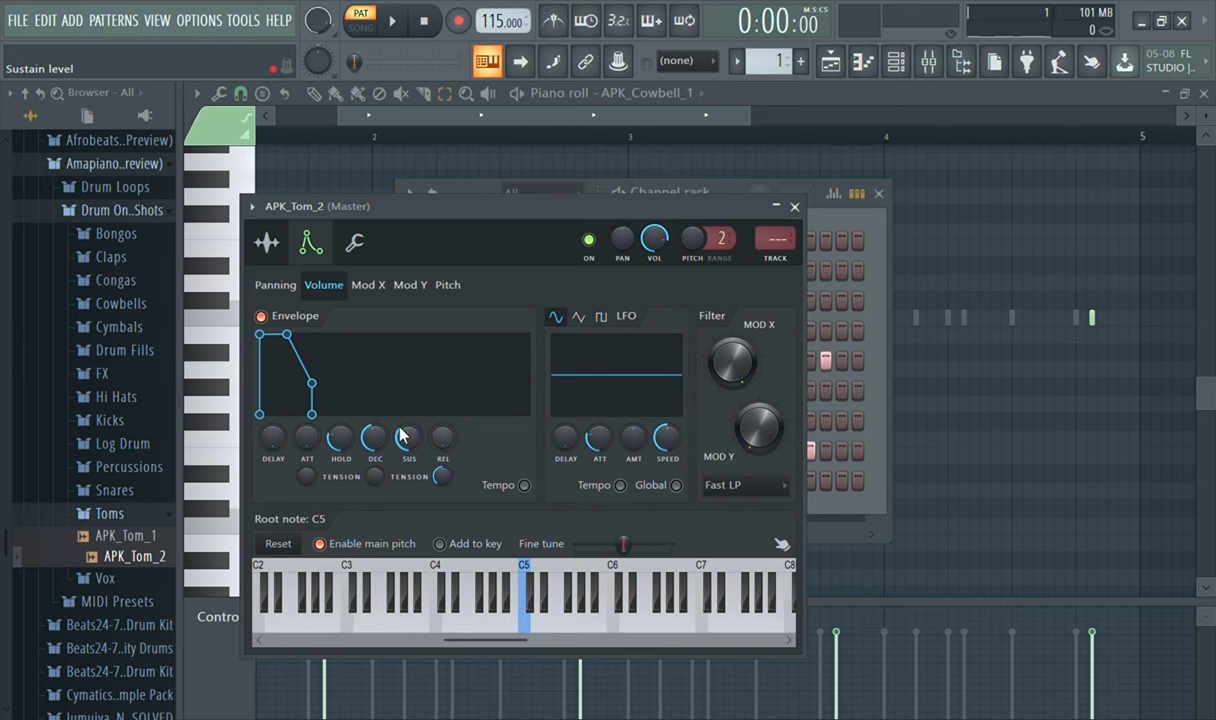 FILE EDIT ADD PATTERNS VIEW OPTIONS TOOLS HELP
PAT
SONG
115.000
3.2.
0:00:00
M:S:CS
1
101 MB
0
Sustain level
(none)
1
05-08 FL
STUDIO |..
Browser - All
Piano roll - APK_Cowbell_1
2
3
4
5
Afrobeats..Preview)
Amapiano..review)
Drum Loops
Drum On..Shots
Bongos
Claps
Congas
Cowbells
Cymbals
Drum Fills
FX
Hi Hats
Kicks
Log Drum
Percussions
Snares
Toms
APK_Tom_1
APK_Tom_2
Vox
MIDI Presets
Beats24-7..Drum Kit
Beats24-7..ity Drums
Beats24-7..Drum Kit
Cymatics..mple Pack
All
Channel rack
APK_Tom_2 (Master)
2
---
ON
PAN
VOL
PITCH RANGE
TRACK
Panning
Volume
Mod X
Mod Y
Pitch
Envelope
LFO
Filter
MOD X
MOD Y
DELAY
ATT
HOLD
DEC
SUS
REL
TENSION
TENSION
Tempo
DELAY
ATT
AMT
SPEED
Tempo
Global
Fast LP
Root note: C5
Reset
Enable main pitch
Add to key
Fine tune
C2
C3
C4
C5
C6
C7
C8
Contro